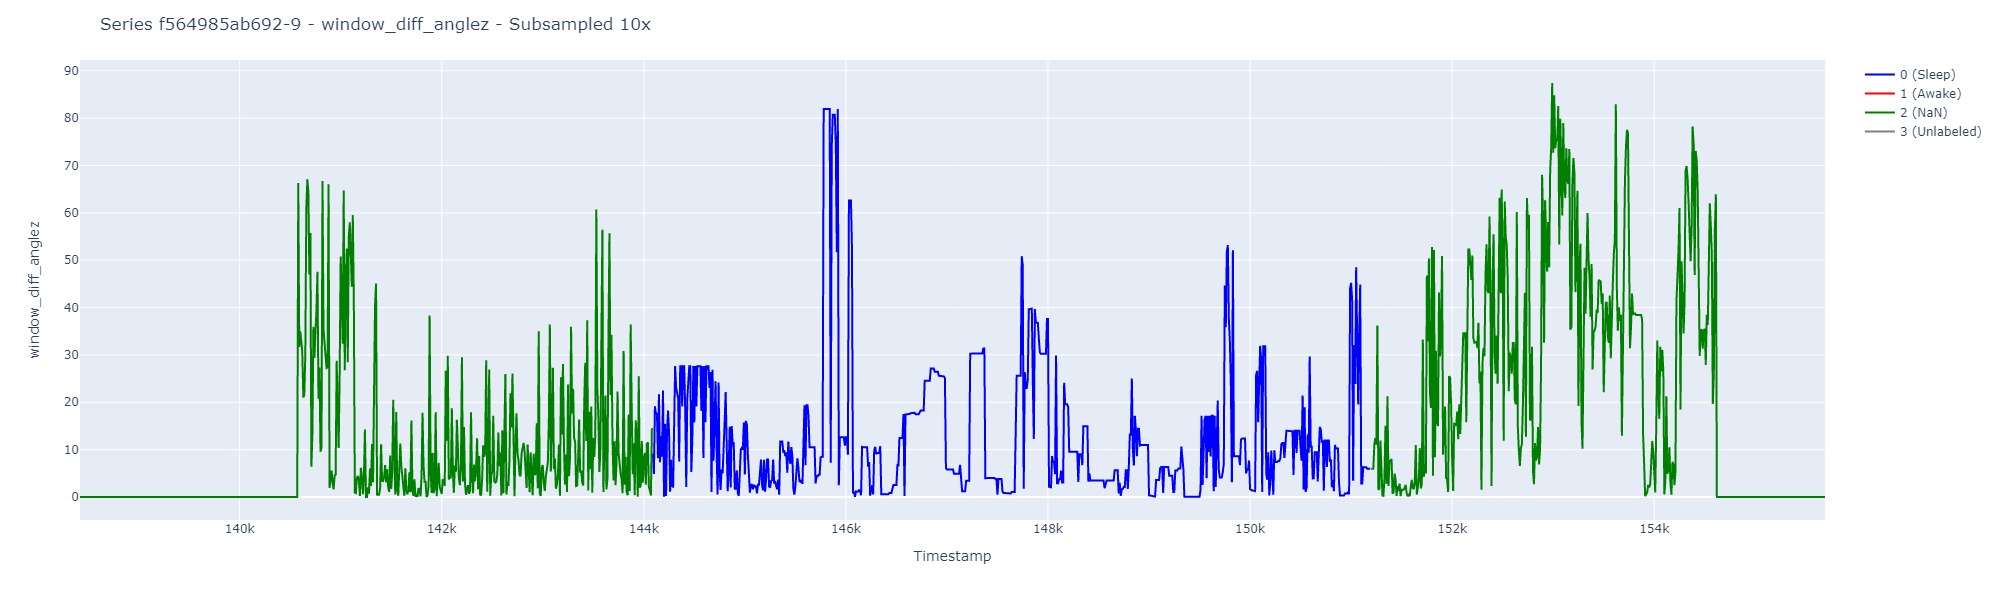 Series f564985ab692-9 - window_diff_anglez - Subsampled 10x
90
80
70
60
50
40
30
20
10
0
window_diff_anglez
140k
142k
144k
146k
148k
150k
152k
154k
Timestamp
0 (Sleep)
1 (Awake)
2 (NaN)
3 (Unlabeled)